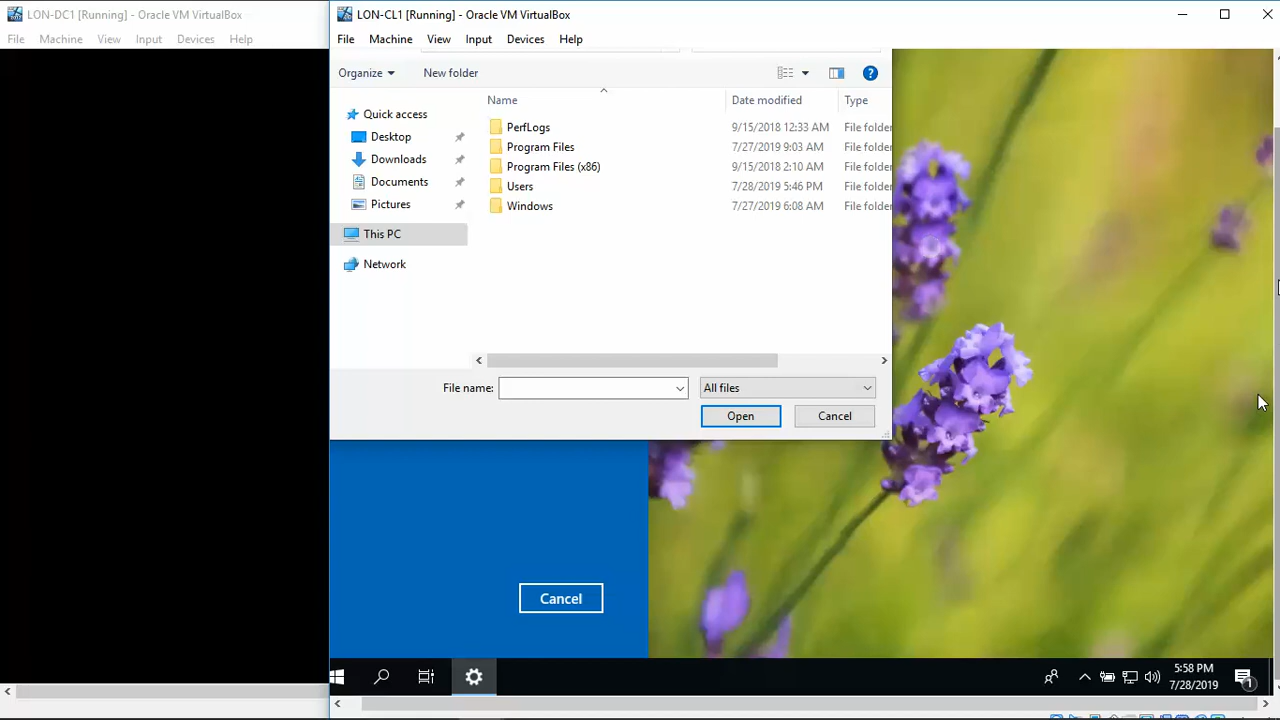 LON-DC1 [Running] - Oracle VM VirtualBox
File Machine View Input Devices Help
LON-CL1 [Running] - Oracle VM VirtualBox
File Machine View Input Devices Help
Organize New folder
Name Date modified Type
Quick access
Desktop
Downloads
Documents
Pictures
This PC
Network
PerfLogs 9/15/2018 12:33 AM File folder
Program Files 7/27/2019 9:03 AM File folder
Program Files (x86) 9/15/2018 2:10 AM File folder
Users 7/28/2019 5:46 PM File folder
Windows 7/27/2019 6:08 AM File folder
File name: All files
Open Cancel
Cancel
5:58 PM
7/28/2019
1